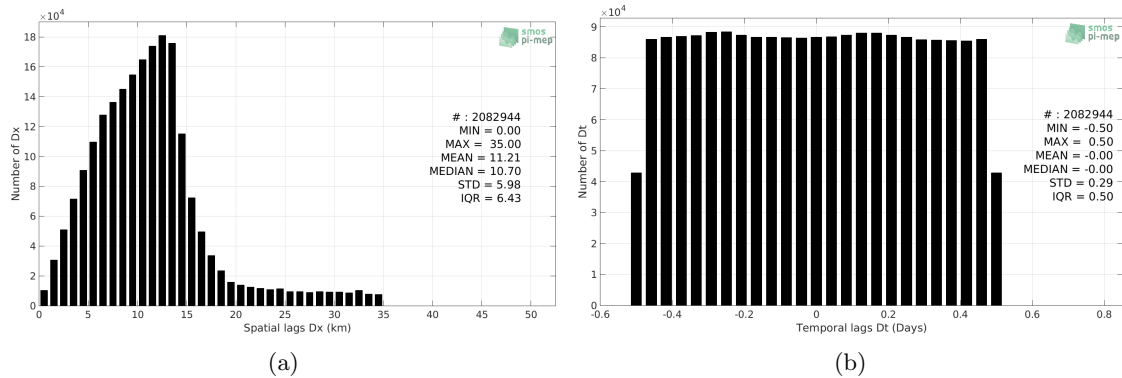 ×10⁴
smos
pi-mep
Number of Dx
18
16
14
12
10
8
6
4
2
0
# : 2082944
MIN = 0.00
MAX = 35.00
MEAN = 11.21
MEDIAN = 10.70
STD = 5.98
IQR = 6.43
0 5 10 15 20 25 30 35 40 45 50
Spatial lags Dx (km)
(a)
×10⁴
smos
pi-mep
Number of Dt
9
8
7
6
5
4
3
2
1
0
# : 2082944
MIN = -0.50
MAX = 0.50
MEAN = -0.00
MEDIAN = -0.00
STD = 0.29
IQR = 0.50
-0.6 -0.4 -0.2 0 0.2 0.4 0.6 0.8
Temporal lags Dt (Days)
(b)